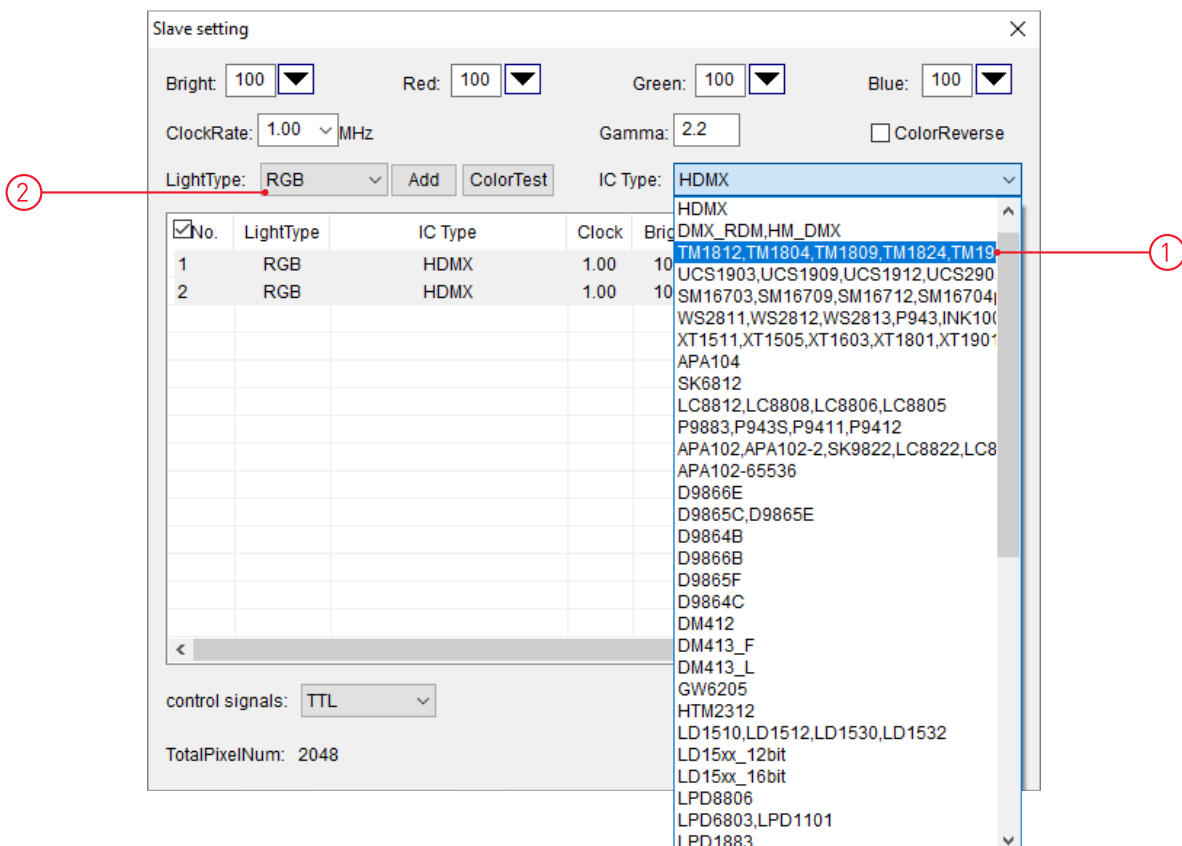 Slave setting
Bright: 100 Red: 100 Green: 100 Blue: 100
ClockRate: 1.00 MHz Gamma: 2.2 ColorReverse
LightType: RGB Add ColorTest IC Type: HDMX
No. LightType IC Type Clock Brig
1 RGB HDMX 1.00 10
2 RGB HDMX 1.00 10
HDMX
DMX_RDM,HM_DMX
TM1812,TM1804,TM1809,TM1824,TM19
UCS1903,UCS1909,UCS1912,UCS290
SM16703,SM16709,SM16712,SM16704
WS2811,WS2812,WS2813,P943,INK10
XT1511,XT1505,XT1603,XT1801,XT1901
APA104
SK6812
LC8812,LC8808,LC8806,LC8805
P9883,P943S,P9411,P9412
APA102,APA102-2,SK9822,LC8822,LC8
APA102-65536
D9866E
D9865C,D9865E
D9864B
D9866B
D9865F
D9864C
DM412
DM413_F
DM413_L
GW6205
HTM2312
LD1510,LD1512,LD1530,LD1532
LD15xx_12bit
LD15xx_16bit
LPD8806
LPD6803,LPD1101
LPD1883
control signals: TTL
TotalPixelNum: 2048
1
2